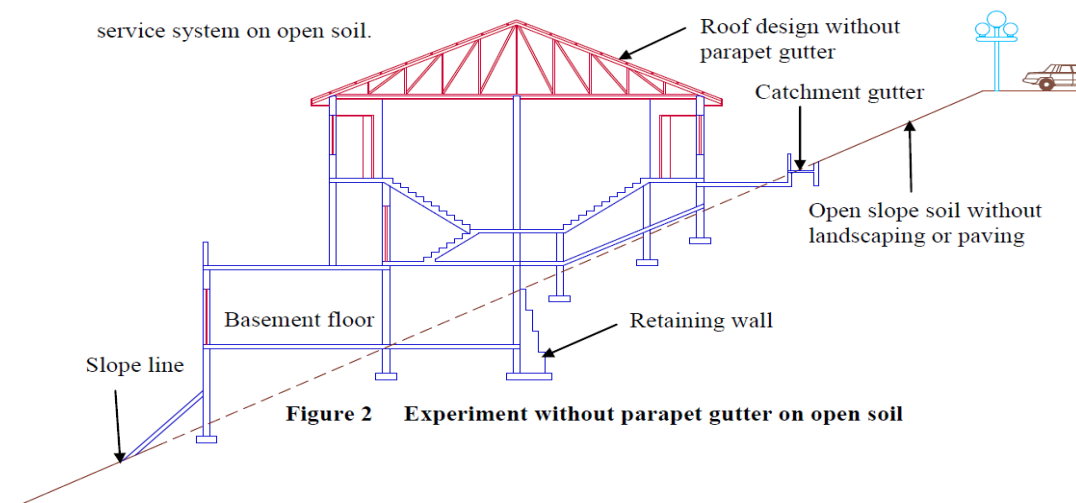 service system on open soil.
Roof design without
parapet gutter
Catchment gutter
Open slope soil without
landscaping or paving
Basement floor
Retaining wall
Slope line
Figure 2 Experiment without parapet gutter on open soil